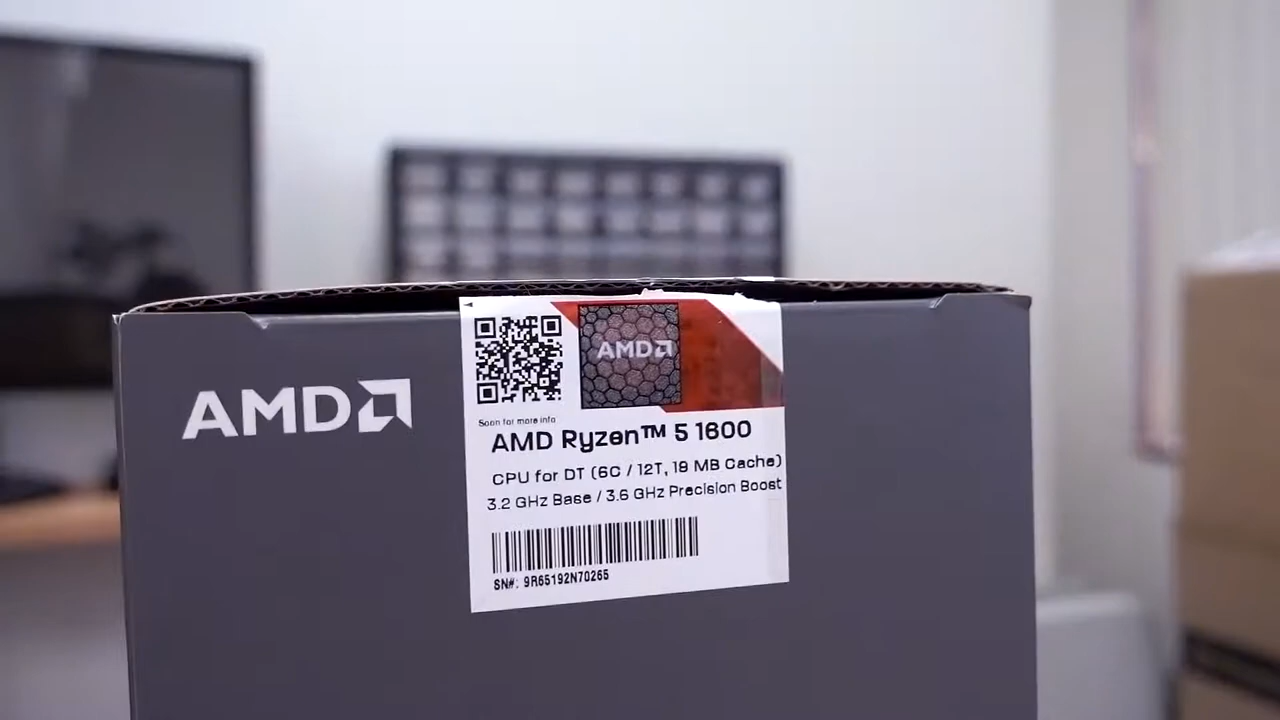 AMD
AMD
Scan for more info
AMD Ryzen™ 5 1600
CPU for DT (6C / 12T, 19 MB Cache)
3.2 GHz Base / 3.6 GHz Precision Boost
SN#: 9R65192N70265